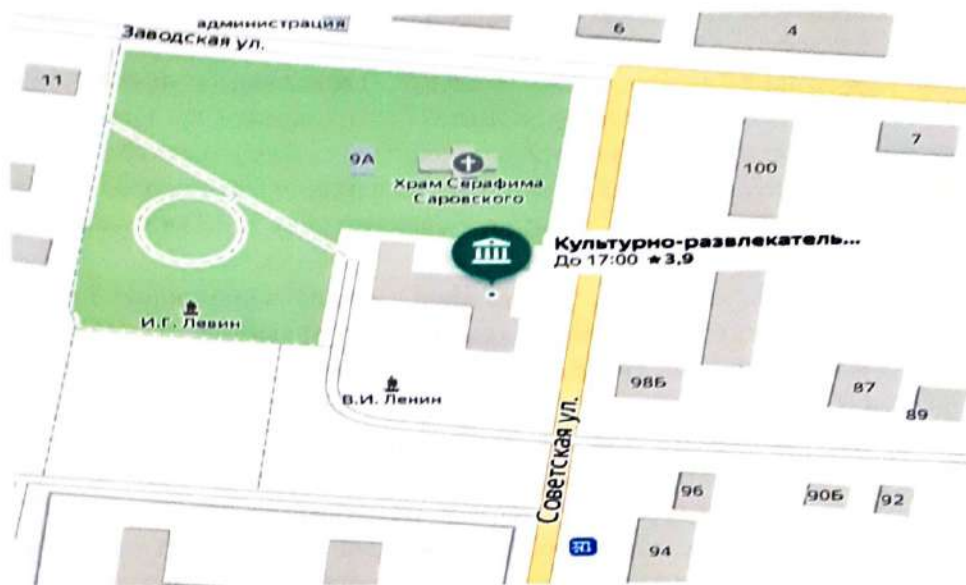 администрация
Заводская ул.
6
4
11
9А
Храм Серафима
Саровского
100
7
Культурно-развлекатель...
До 17:00 ★3,9
И.Г. Левин
В.И. Ленин
98Б
87
89
Советская ул.
96
90Б
92
94